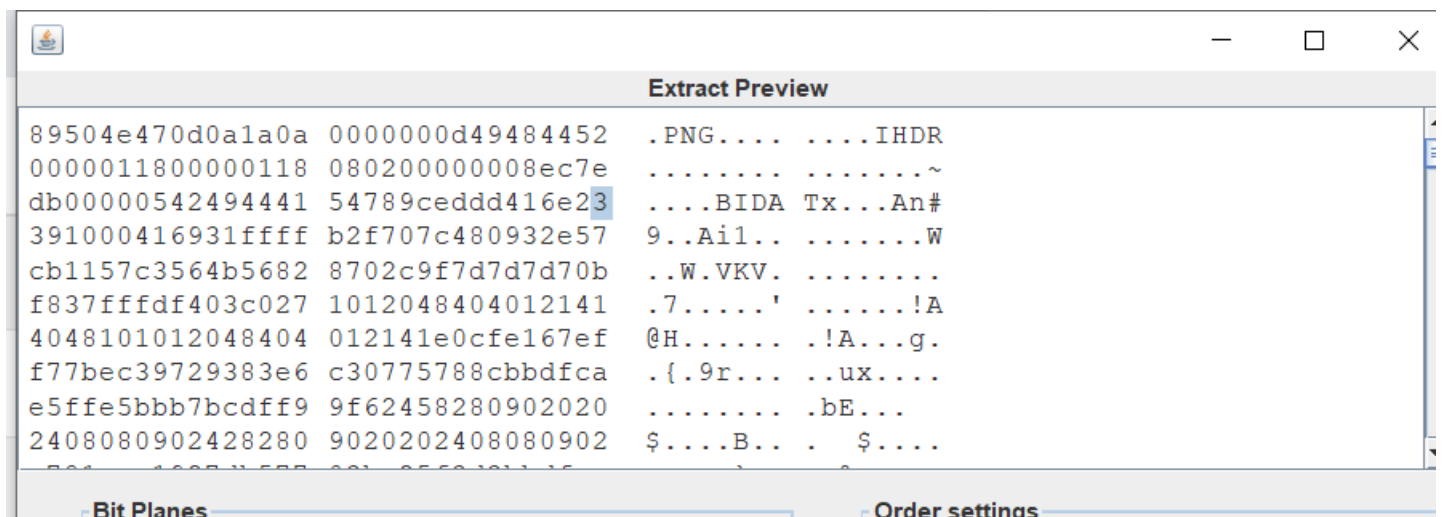 Extract Preview
89504e470d0a1a0a 0000000d49484452 .PNG.... ....IHDR
0000011800000118 080200000008ec7e ........ .......~
db00000542494441 54789ceddd416e23 ....BIDA Tx...An#
391000416931ffff b2f707c480932e57 9..Ai1.. .......W
cb1157c3564b5682 8702c9f7d7d7d70b ..W.VKV. ........
f837fffdf403c027 1012048404012141 .7.....' ......!A
4048101012048404 012141e0cfe167ef @H...... .!A...g.
f77bec39729383e6 c30775788cbbdfca .{.9r... ..ux....
e5ffe5bbb7bcdff9 9f62458280902020 ........ .bE...
2408080902428280 9020202408080902 $....B.. . $....
Bit Planes
Order settings